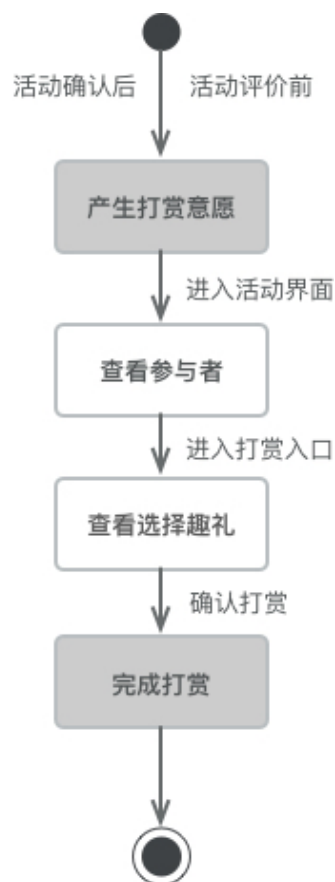 活动确认后 活动评价前
产生打赏意愿
进入活动界面
查看参与者
进入打赏入口
查看选择趣礼
确认打赏
完成打赏